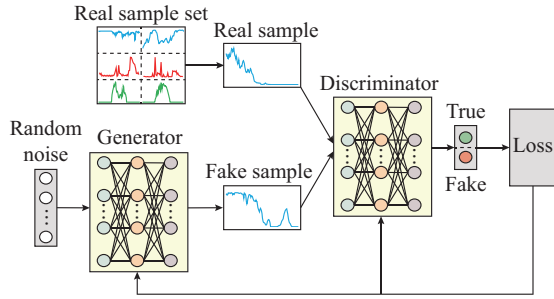 Real sample set
Real sample
Discriminator
True
Random
noise
Generator
Loss
Fake sample
Fake